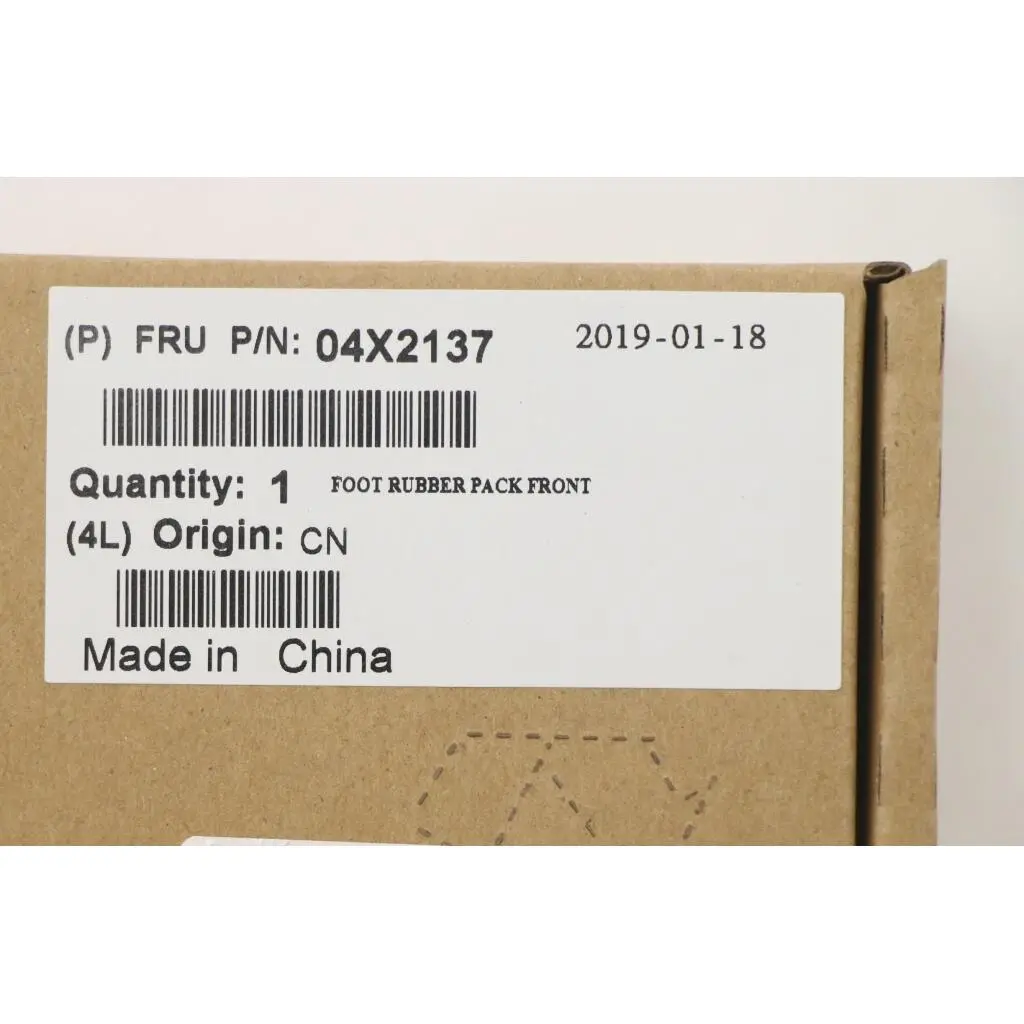 (P) FRU P/N: 04X2137 2019-01-18
Quantity: 1 FOOT RUBBER PACK FRONT
(4L) Origin: CN
Made in China